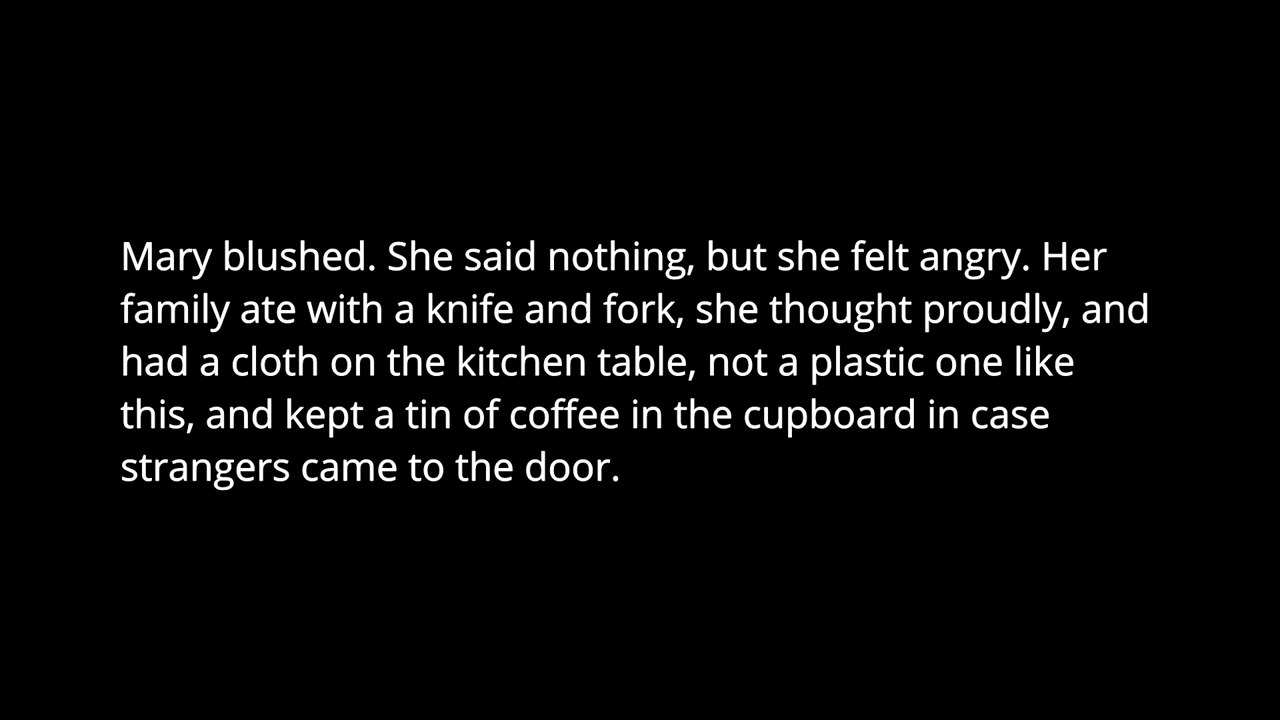 Mary blushed. She said nothing, but she felt angry. Her
family ate with a knife and fork, she thought proudly, and
had a cloth on the kitchen table, not a plastic one like
this, and kept a tin of coffee in the cupboard in case
strangers came to the door.